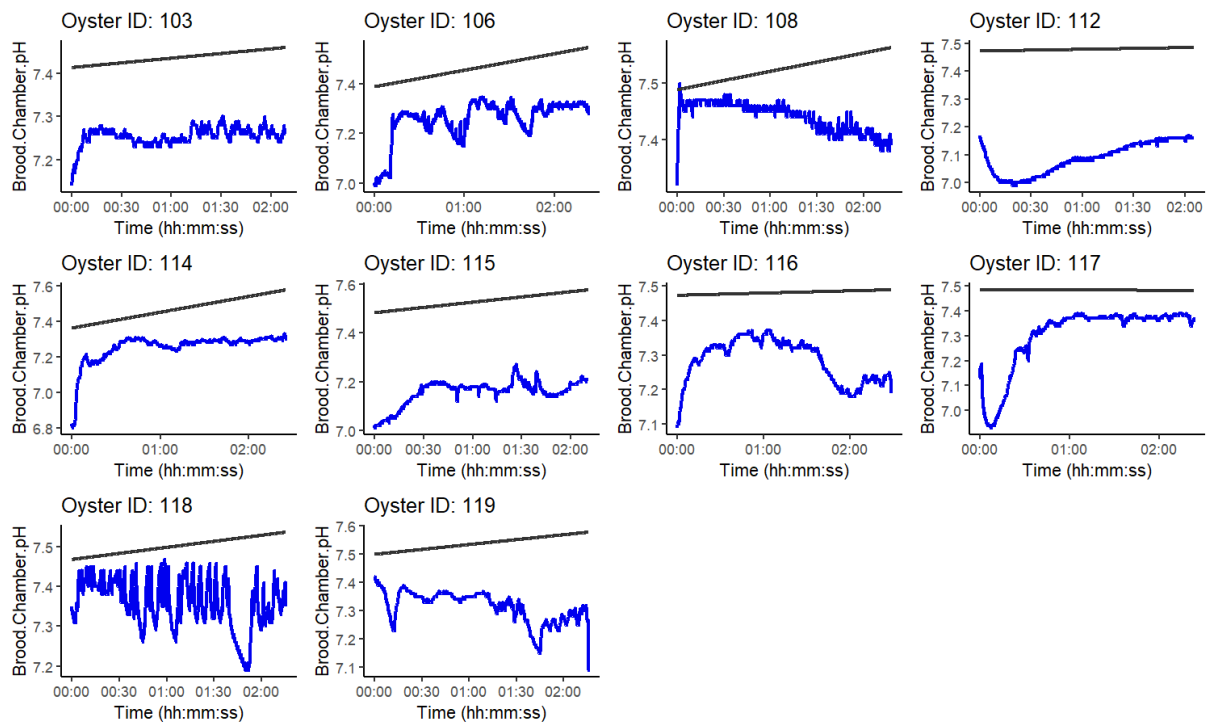 Oyster ID: 103
Brood.Chamber.pH
7.4
7.3
7.2
00:00 00:30 01:00 01:30 02:00
Time (hh:mm:ss)
Oyster ID: 106
Brood.Chamber.pH
7.4
7.2
7.0
00:00 01:00 02:00
Time (hh:mm:ss)
Oyster ID: 108
Brood.Chamber.pH
7.5
7.4
00:00 00:30 01:00 01:30 02:00
Time (hh:mm:ss)
Oyster ID: 112
Brood.Chamber.pH
7.5
7.4
7.3
7.2
7.1
7.0
00:00 00:30 01:00 01:30 02:00
Time (hh:mm:ss)
Oyster ID: 114
Brood.Chamber.pH
7.6
7.4
7.2
7.0
6.8
00:00 01:00 02:00
Time (hh:mm:ss)
Oyster ID: 115
Brood.Chamber.pH
7.6
7.4
7.2
7.0
00:00 00:30 01:00 01:30 02:00
Time (hh:mm:ss)
Oyster ID: 116
Brood.Chamber.pH
7.5
7.4
7.3
7.2
7.1
00:00 01:00 02:00
Time (hh:mm:ss)
Oyster ID: 117
Brood.Chamber.pH
7.5
7.4
7.3
7.2
7.1
7.0
00:00 01:00 02:00
Time (hh:mm:ss)
Oyster ID: 118
Brood.Chamber.pH
7.5
7.4
7.3
7.2
00:00 00:30 01:00 01:30 02:00
Time (hh:mm:ss)
Oyster ID: 119
Brood.Chamber.pH
7.6
7.5
7.4
7.3
7.2
7.1
00:00 00:30 01:00 01:30 02:00
Time (hh:mm:ss)